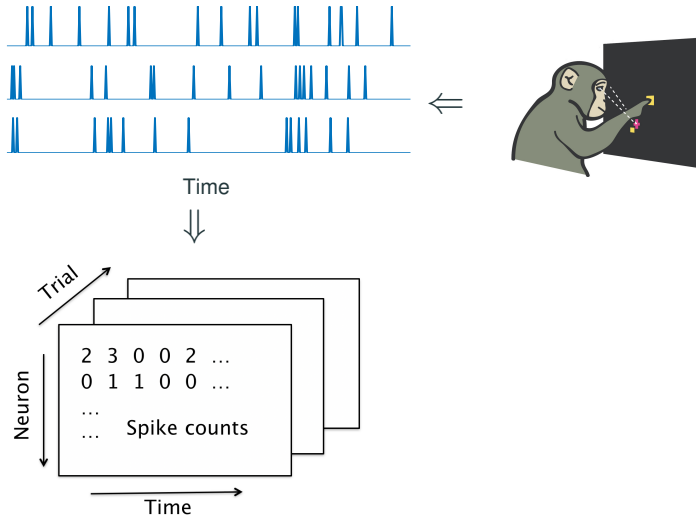 Time
Trial
Neuron
2 3 0 0 2 ...
0 1 1 0 0 ...
...
... Spike counts
Time